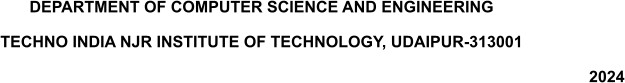 DEPARTMENT OF COMPUTER SCIENCE AND ENGINEERING
TECHNO INDIA NJR INSTITUTE OF TECHNOLOGY, UDAIPUR-313001
2024